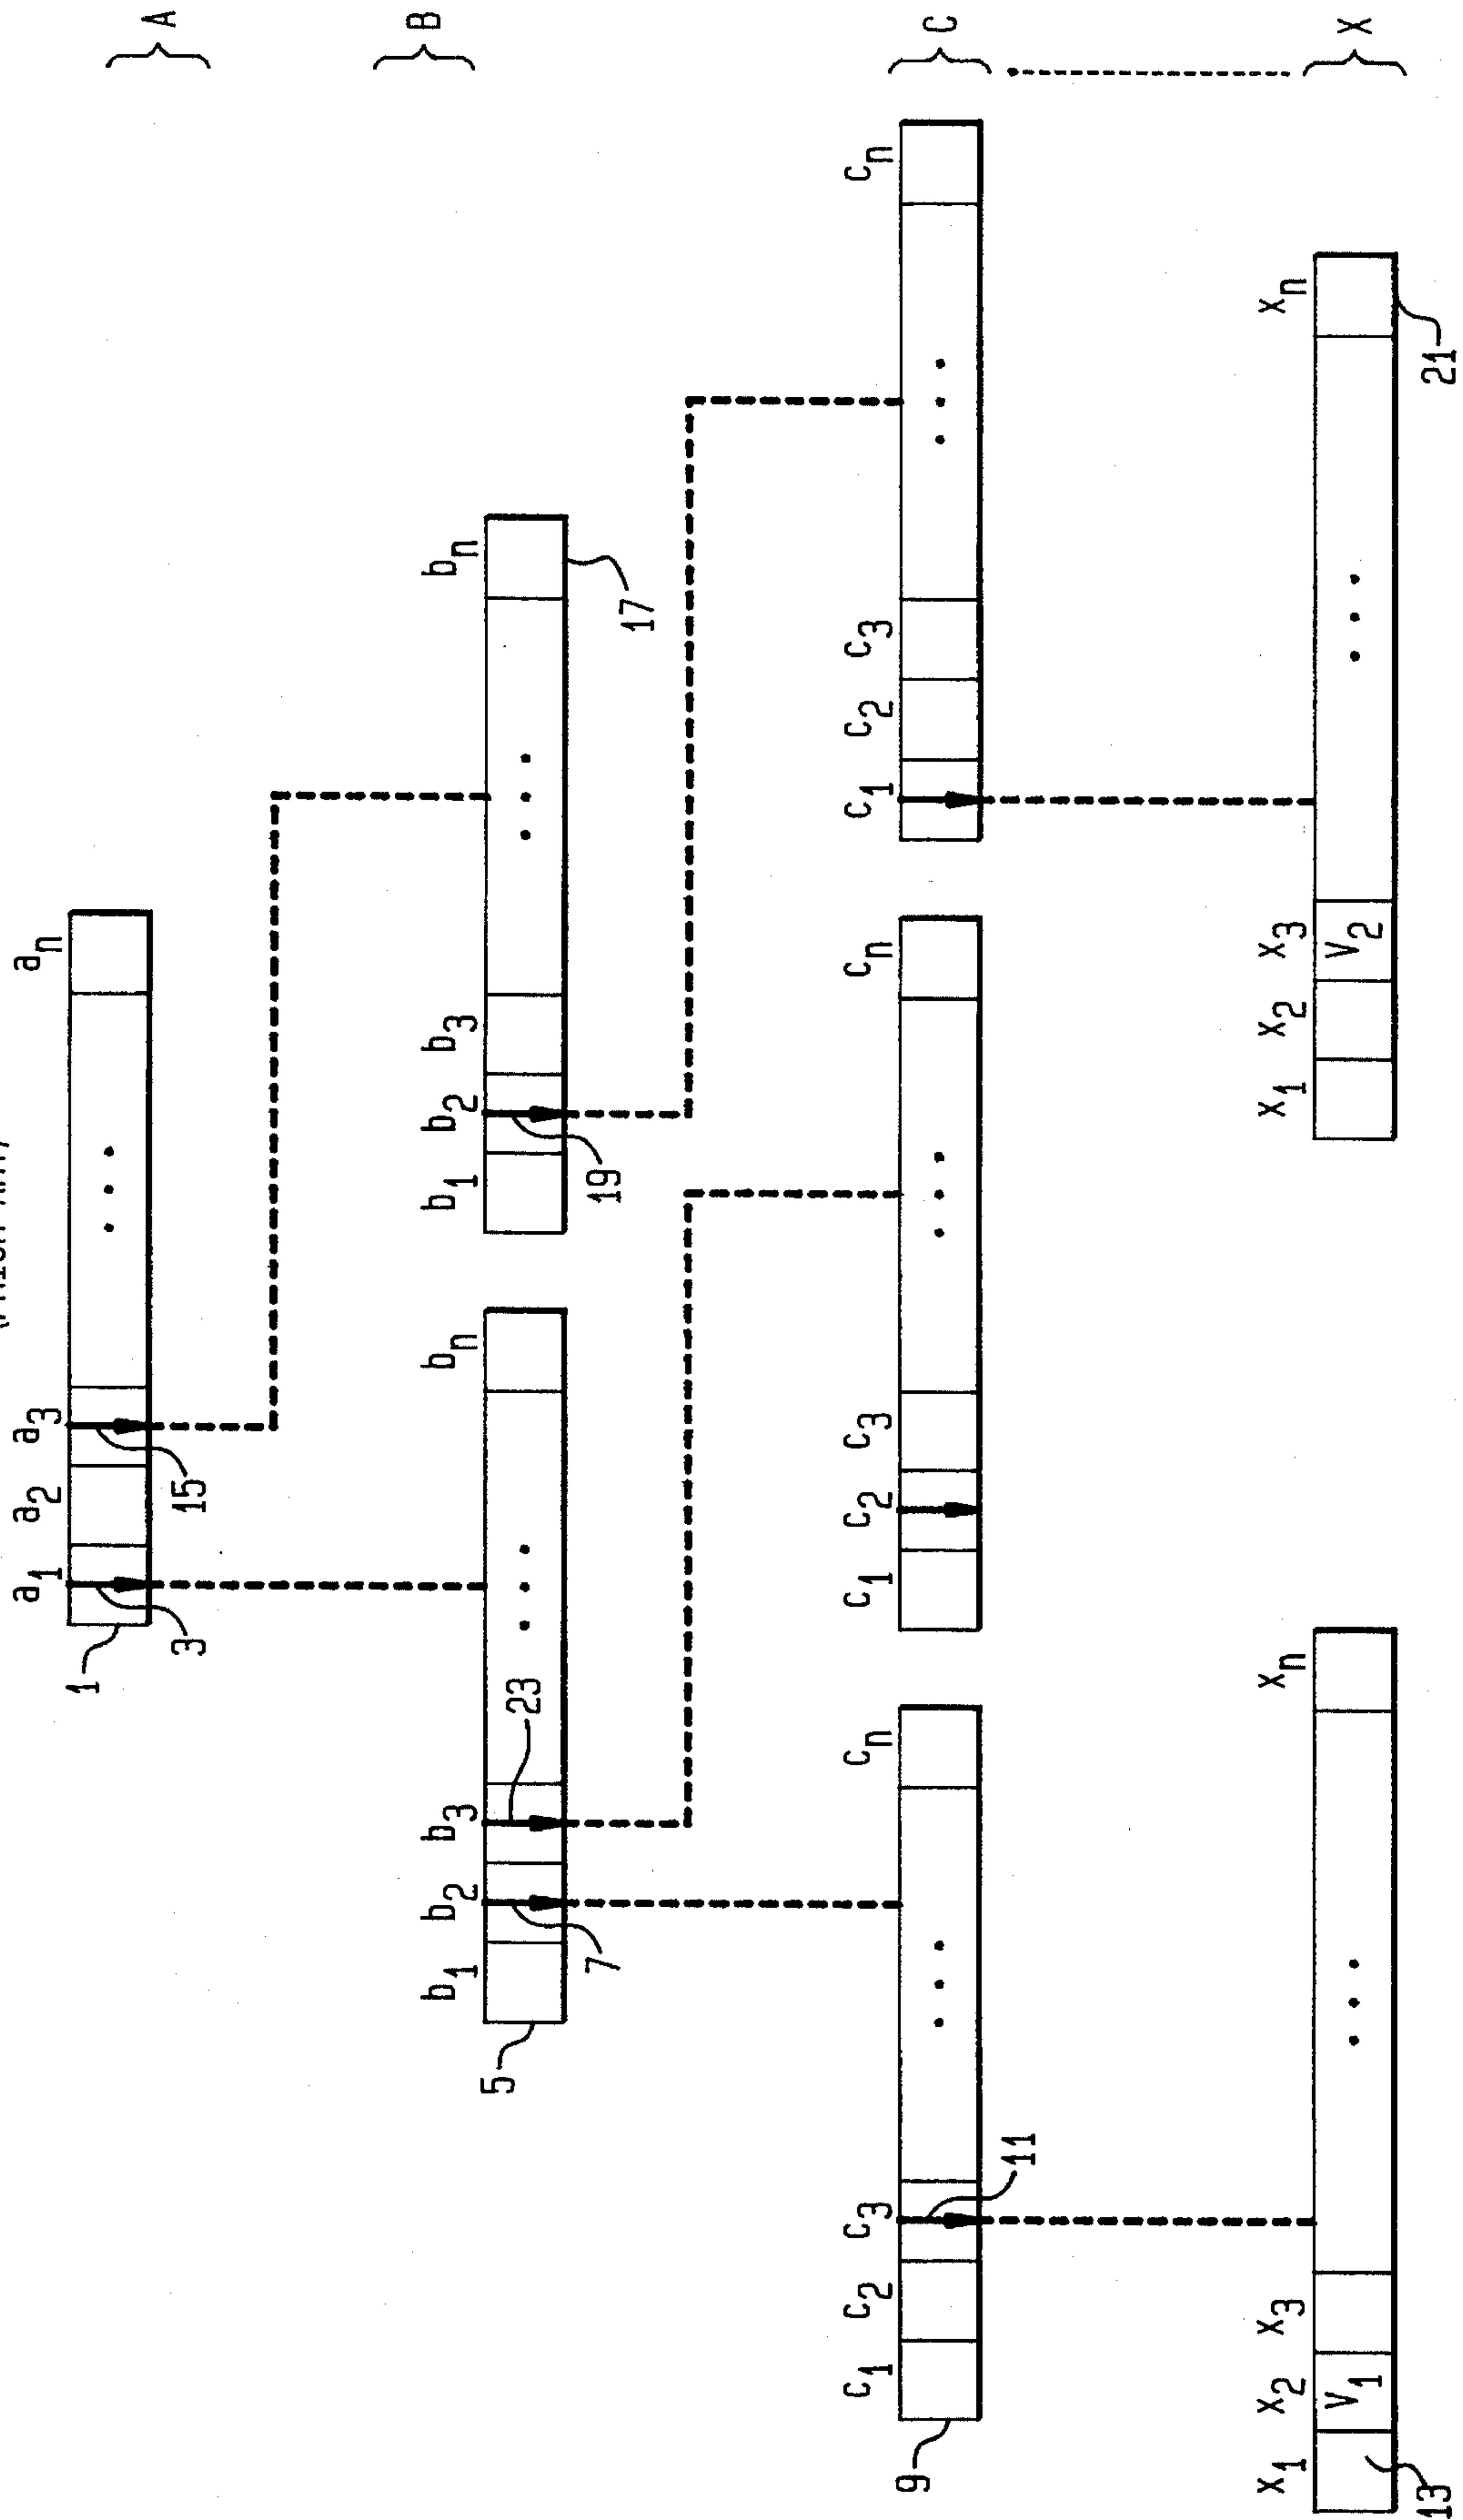 a₁ a₂ a₃ aₙ
A
1
3
15
b₁ b₂ b₃ bₙ
b₁ b₂ b₃ bₙ
B
5
7
23
19
17
c₁ c₂ c₃ cₙ
c₁ c₂ c₃ cₙ
c₁ c₂ c₃ cₙ
C
9
11
x₁ x₂ x₃ xₙ
V₁
x₁ x₂ x₃ xₙ
V₂
X
13
21